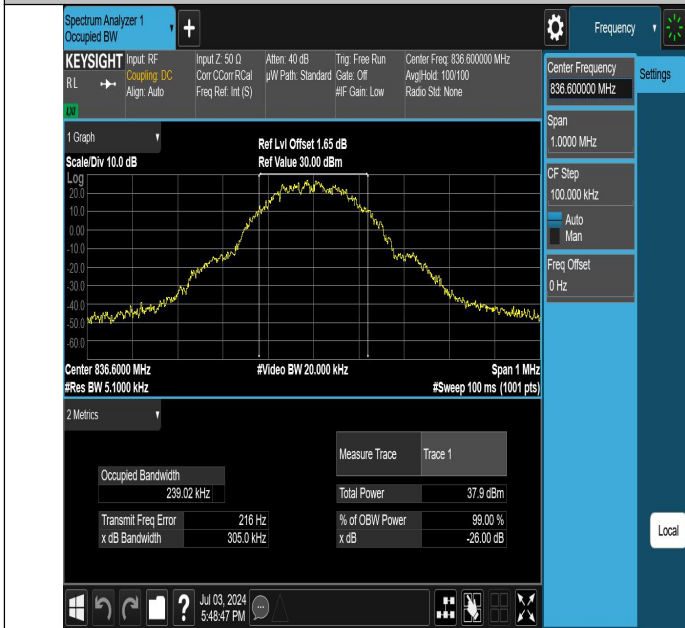 Spectrum Analyzer 1
Occupied BW
Frequency
KEYSIGHT
RL
LXI
Input: RF
Coupling: DC
Align: Auto
Input Z: 50 Ω
Corr CCorr RCal
Freq Ref: Int (S)
Atten: 40 dB
µW Path: Standard
Trig: Free Run
Gate: Off
#IF Gain: Low
Center Freq: 836.600000 MHz
Avg|Hold: 100/100
Radio Std: None
Center Frequency
836.600000 MHz
Settings
Span
1.0000 MHz
CF Step
100.000 kHz
Auto
Man
Freq Offset
0 Hz
1 Graph
Scale/Div 10.0 dB
Ref Lvl Offset 1.65 dB
Ref Value 30.00 dBm
Log
20.0
10.0
0.00
-10.0
-20.0
-30.0
-40.0
-50.0
-60.0
Center 836.6000 MHz
#Video BW 20.000 kHz
Span 1 MHz
#Res BW 5.1000 kHz
#Sweep 100 ms (1001 pts)
2 Metrics
Measure Trace Trace 1
Occupied Bandwidth
239.02 kHz
Total Power 37.9 dBm
Transmit Freq Error 216 Hz
% of OBW Power 99.00 %
x dB Bandwidth 305.0 kHz
x dB -26.00 dB
Local
Jul 03, 2024
5:48:47 PM